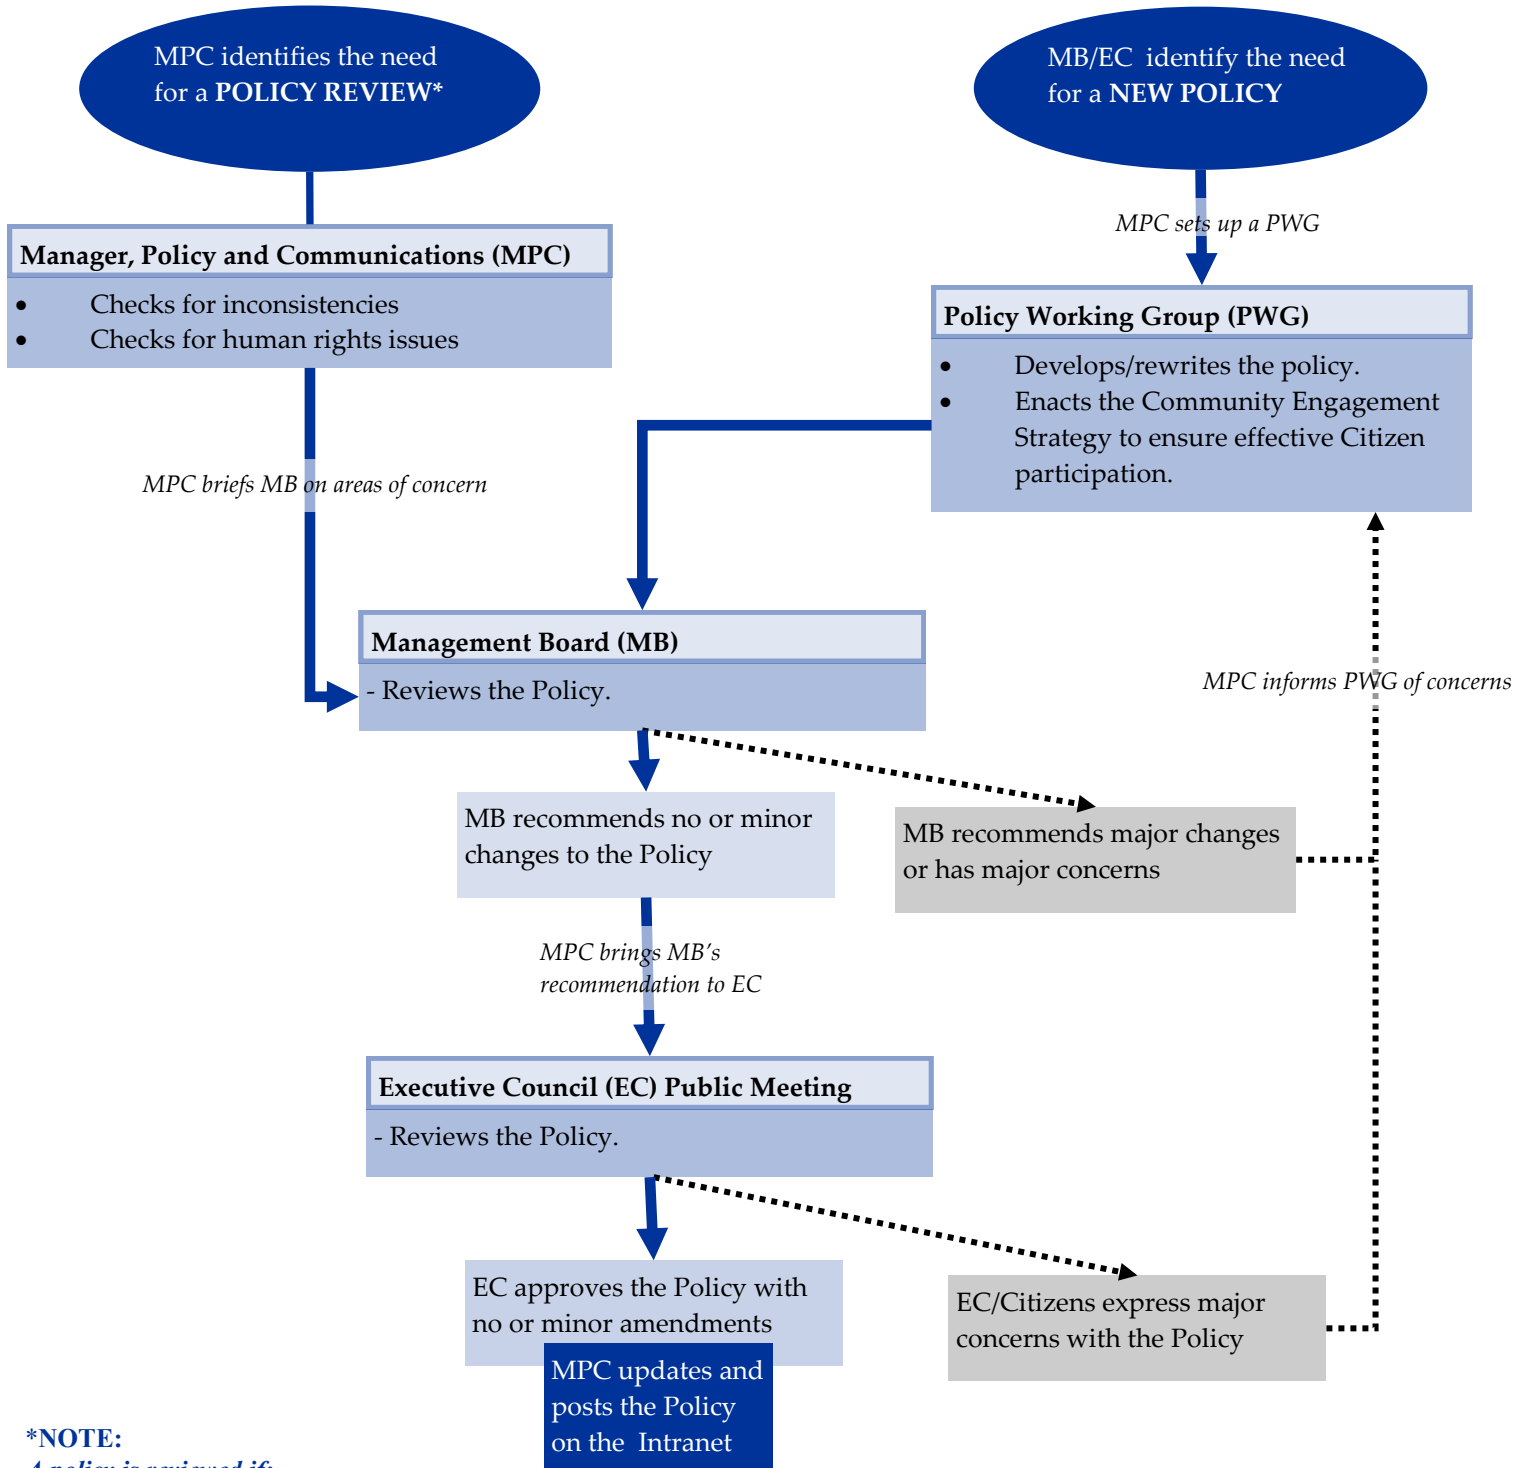 MPC identifies the need
for a POLICY REVIEW*
MB/EC identify the need
for a NEW POLICY
MPC sets up a PWG
Manager, Policy and Communications (MPC)
• Checks for inconsistencies
• Checks for human rights issues
Policy Working Group (PWG)
• Develops/rewrites the policy.
• Enacts the Community Engagement
Strategy to ensure effective Citizen
participation.
MPC briefs MB on areas of concern
Management Board (MB)
- Reviews the Policy.
MPC informs PWG of concerns
MB recommends no or minor
changes to the Policy
MB recommends major changes
or has major concerns
MPC brings MB's
recommendation to EC
Executive Council (EC) Public Meeting
- Reviews the Policy.
EC approves the Policy with
no or minor amendments
EC/Citizens express major
concerns with the Policy
MPC updates and
posts the Policy
on the Intranet
*NOTE:
A policy is reviewed if: